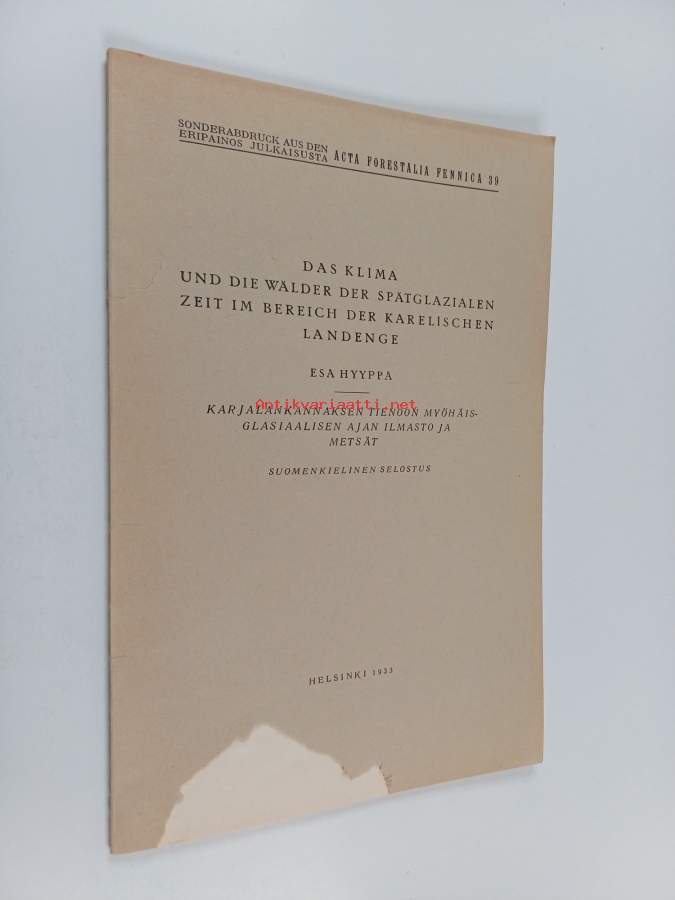 SONDERABDRUCK AUS DEN
ERIPAINOS JULKAISUSTA ACTA FORESTALIA FENNICA 39
DAS KLIMA
UND DIE WÄLDER DER SPÄTGLAZIALEN
ZEIT IM BEREICH DER KARELISCHEN
LANDENGE
ESA HYYPPÄ
Antikvariaatti.net
KARJALANKANNAKSEN TIENOON MYÖHÄIS-
GLASIAALISEN AJAN ILMASTO JA
METSÄT
SUOMENKIELINEN SELOSTUS
HELSINKI 1933